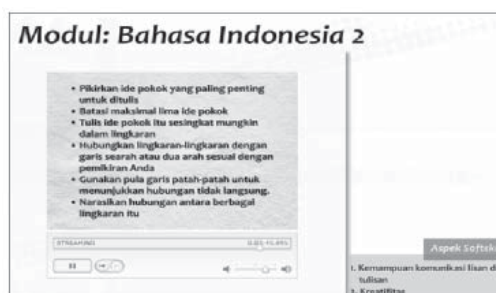 Modul: Bahasa Indonesia 2
• Pikirkan ide pokok yang paling penting
untuk ditulis
• Batasi maksimal lima ide pokok
• Tulis ide pokok itu sesingkat mungkin
dalam lingkaran
• Hubungkan lingkaran-lingkaran dengan
garis searah atau dua arah sesuai dengan
pemikiran Anda
• Gunakan pula garis patah-patah untuk
menunjukkan hubungan tidak langsung.
• Narasikan hubungan antara berbagai
lingkaran itu
STREAMING
Aspek Softsk
1. Kemampuan komunikasi lisan d
tulisan
2. Kreatifitas